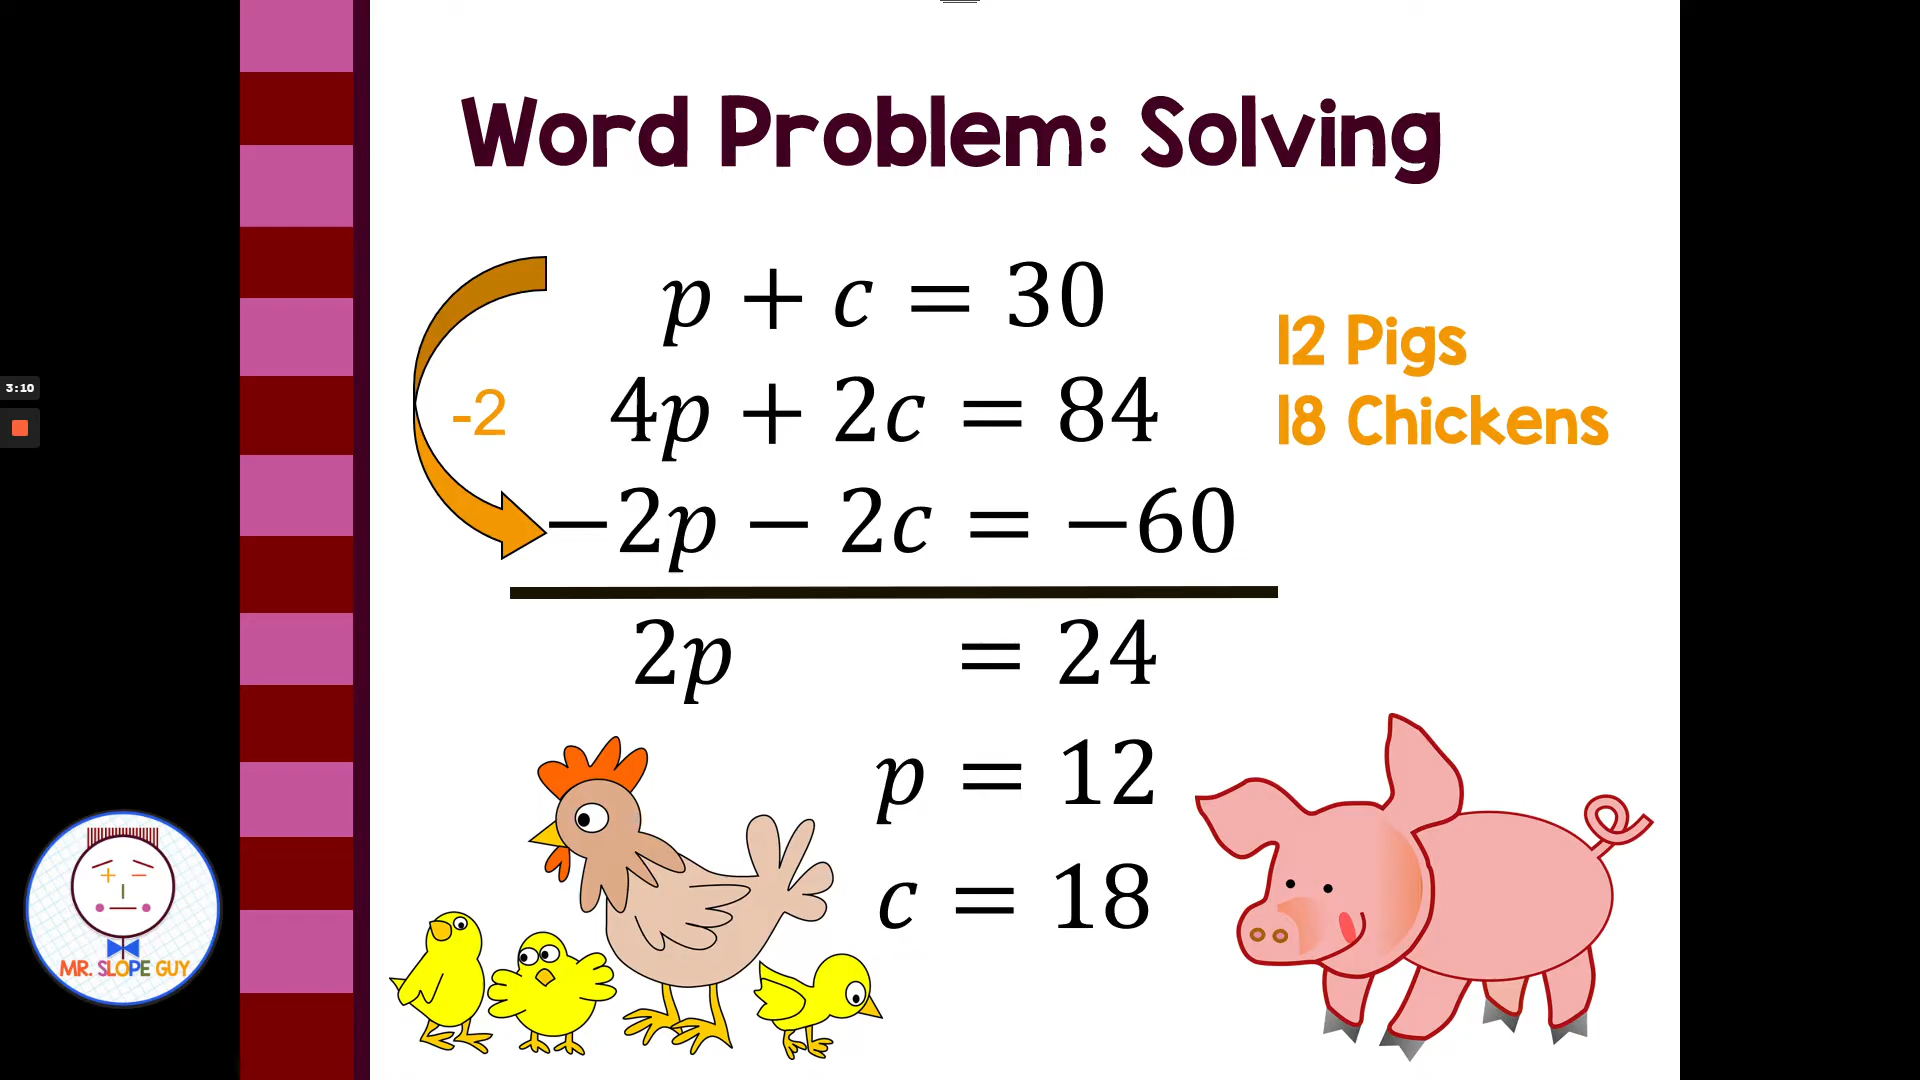 Word Problem: Solving
p + c = 30
4p + 2c = 84
-2
−2p − 2c = −60
2p = 24
p = 12
c = 18
12 Pigs
18 Chickens
3:10
MR. SLOPE GUY